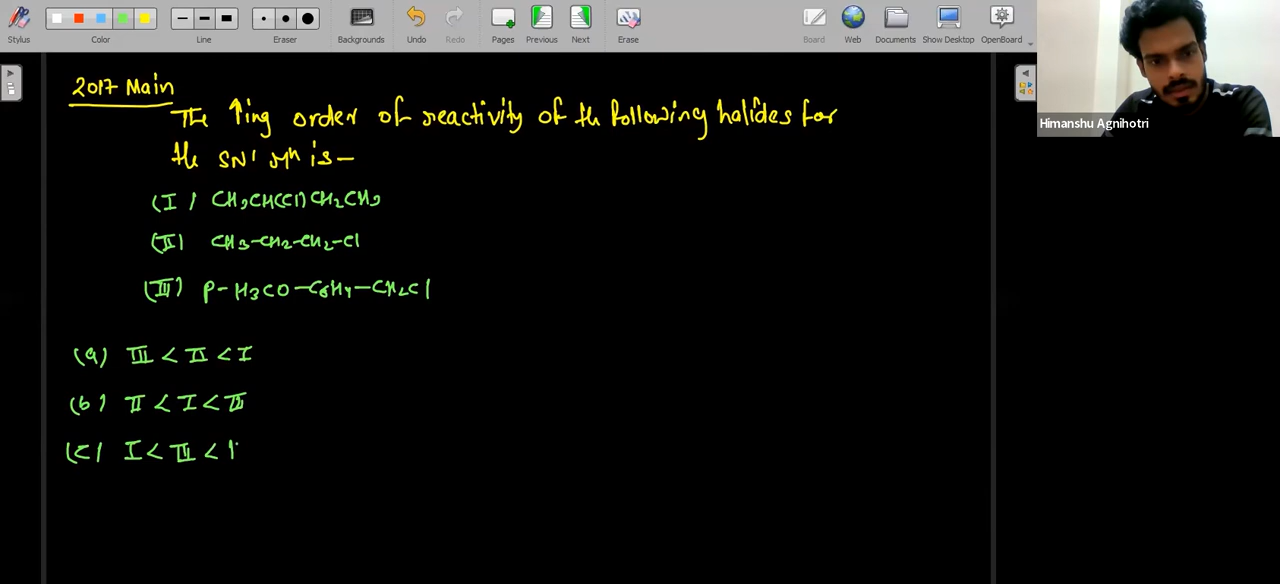 Stylus
Color
Line
Eraser
Backgrounds
Undo
Redo
Pages
Previous
Next
Erase
Board
Web
Documents
Show Desktop
OpenBoard
Himanshu Agnihotri
2017 Main
The ↑ing order of reactivity of the following halides for
the SN1 rxn is—
(I) CH3CH(Cl)CH2CH3
(II) CH3-CH2-CH2-Cl
(III) P-H3CO-C6H4-CH2Cl
(a) III < II < I
(b) II < I < III
(c) I < III <